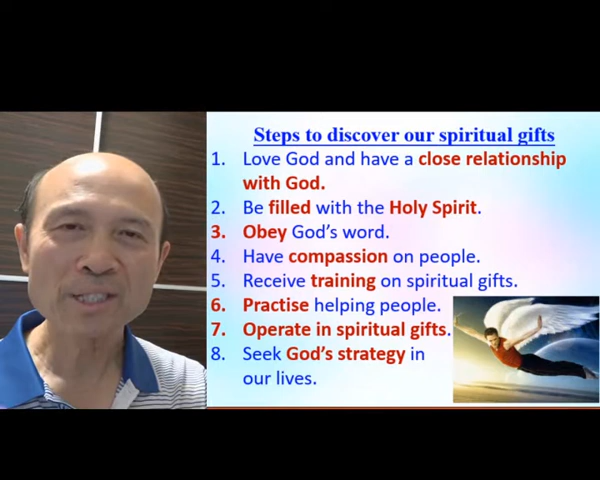 Steps to discover our spiritual gifts
1. Love God and have a close relationship
with God.
2. Be filled with the Holy Spirit.
3. Obey God's word.
4. Have compassion on people.
5. Receive training on spiritual gifts.
6. Practise helping people.
7. Operate in spiritual gifts.
8. Seek God's strategy in
our lives.